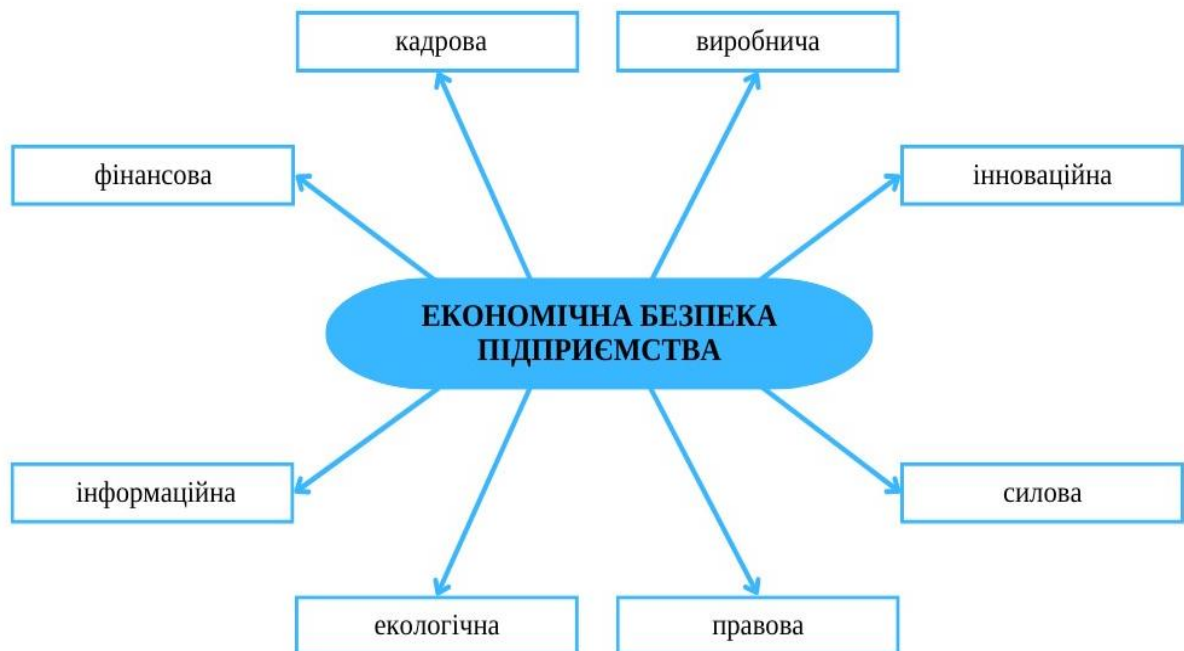 кадрова
виробнича
фінансова
інноваційна
ЕКОНОМІЧНА БЕЗПЕКА
ПІДПРИЄМСТВА
інформаційна
силова
екологічна
правова